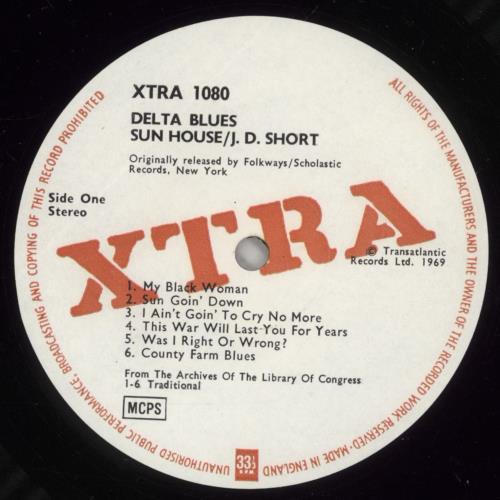 XTRA 1080
DELTA BLUES
SUN HOUSE/J. D. SHORT
Originally released by Folkways/Scholastic
Records, New York
Side One
Stereo
XTRA
℗ Transatlantic
Records Ltd. 1969
1. My Black Woman
2. Sun Goin' Down
3. I Ain't Goin' To Cry No More
4. This War Will Last You For Years
5. Was I Right Or Wrong?
6. County Farm Blues
From The Archives Of The Library Of Congress
1-6 Traditional
MCPS
33⅓
RPM
ALL RIGHTS OF THE MANUFACTURERS AND THE OWNER OF THE RECORDED WORK RESERVED-MADE IN ENGLAND
UNAUTHORISED PUBLIC PERFORMANCE, BROADCASTING AND COPYING OF THIS RECORD PROHIBITED